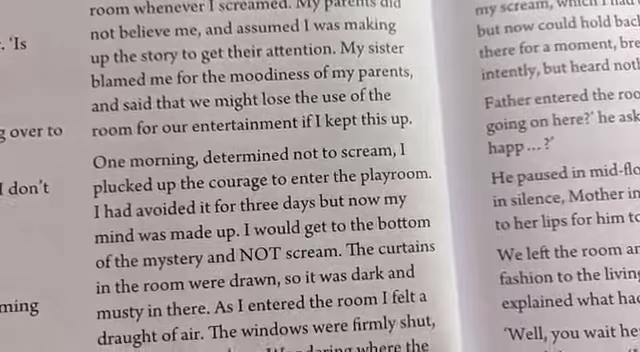 . 'Is
g over to
I don't
ming
room whenever I screamed. My parents did
not believe me, and assumed I was making
up the story to get their attention. My sister
blamed me for the moodiness of my parents,
and said that we might lose the use of the
room for our entertainment if I kept this up.
One morning, determined not to scream, I
plucked up the courage to enter the playroom.
I had avoided it for three days but now my
mind was made up. I would get to the bottom
of the mystery and NOT scream. The curtains
in the room were drawn, so it was dark and
musty in there. As I entered the room I felt a
draught of air. The windows were firmly shut,
where the
my scream, which I had
but now could hold back
there for a moment, bre
intently, but heard noth
Father entered the roo
going on here?' he ask
happ...?'
He paused in mid-flo
in silence, Mother in
to her lips for him to
We left the room an
fashion to the living
explained what had
'Well, you wait he